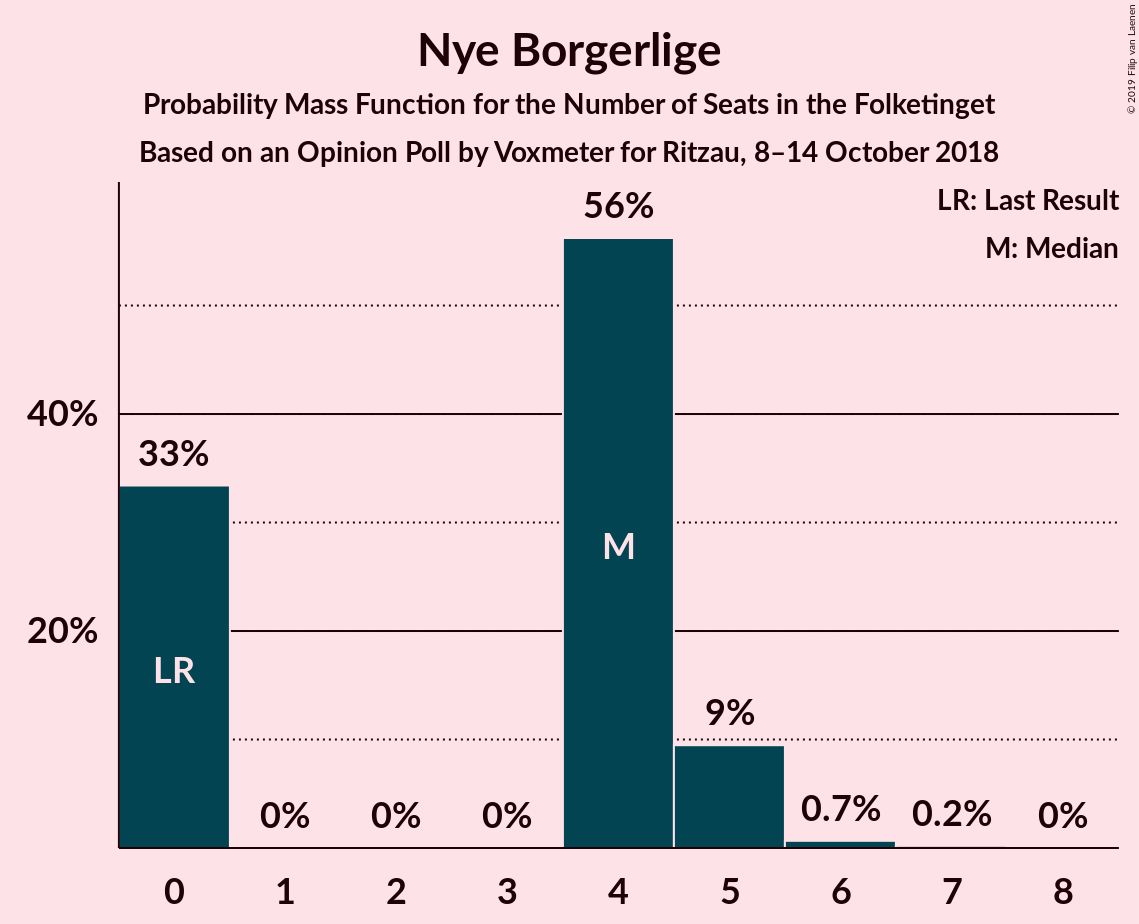 Nye Borgerlige
Probability Mass Function for the Number of Seats in the Folketinget
Based on an Opinion Poll by Voxmeter for Ritzau, 8–14 October 2018
© 2019 Filip van Laenen
LR: Last Result
M: Median
56%
40%
33%
M
20%
LR
9%
0%
0%
0%
0.7%
0.2%
0%
0
1
2
3
4
5
6
7
8